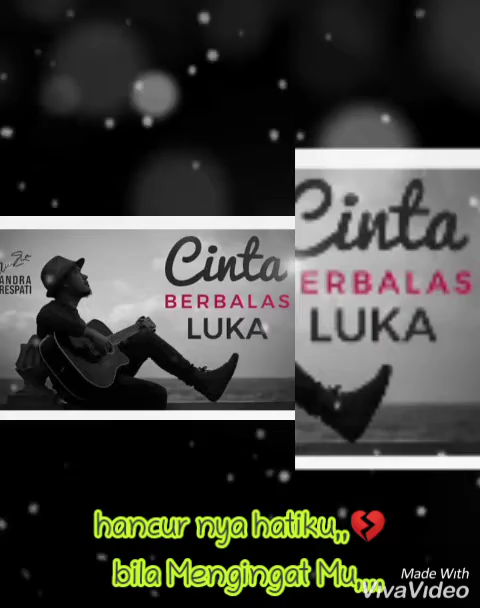 ANDRA
RESPATI
Cinta
BERBALAS
LUKA
Cinta
ERBALAS
LUKA
hancur nya hatiku,,💔
bila Mengingat Mu,,,,
Made With
VivaVideo